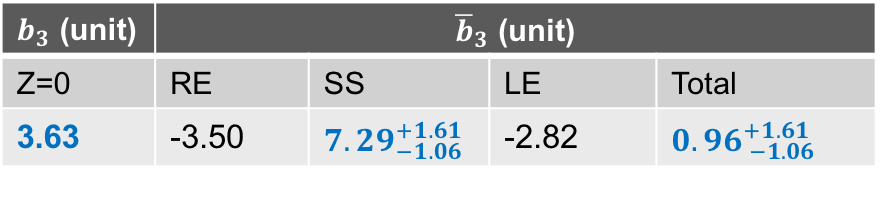 b₃ (unit) b̅₃ (unit)
Z=0 RE SS LE Total
3.63 -3.50 7.29+1.61−1.06 -2.82 0.96+1.61−1.06